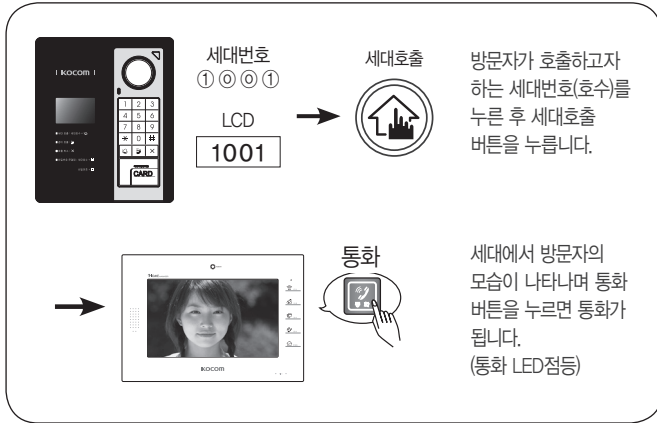 KOCOM
세대번호
① ⓪ ⓪ ①
LCD
1001
1 2 3
4 5 6
7 8 9
* 0 #
CARD
세대호출
방문자가 호출하고자
하는 세대번호(호수)를
누른 후 세대호출
버튼을 누릅니다.
KOCOM
통화
세대에서 방문자의
모습이 나타나며 통화
버튼을 누르면 통화가
됩니다.
(통화 LED점등)